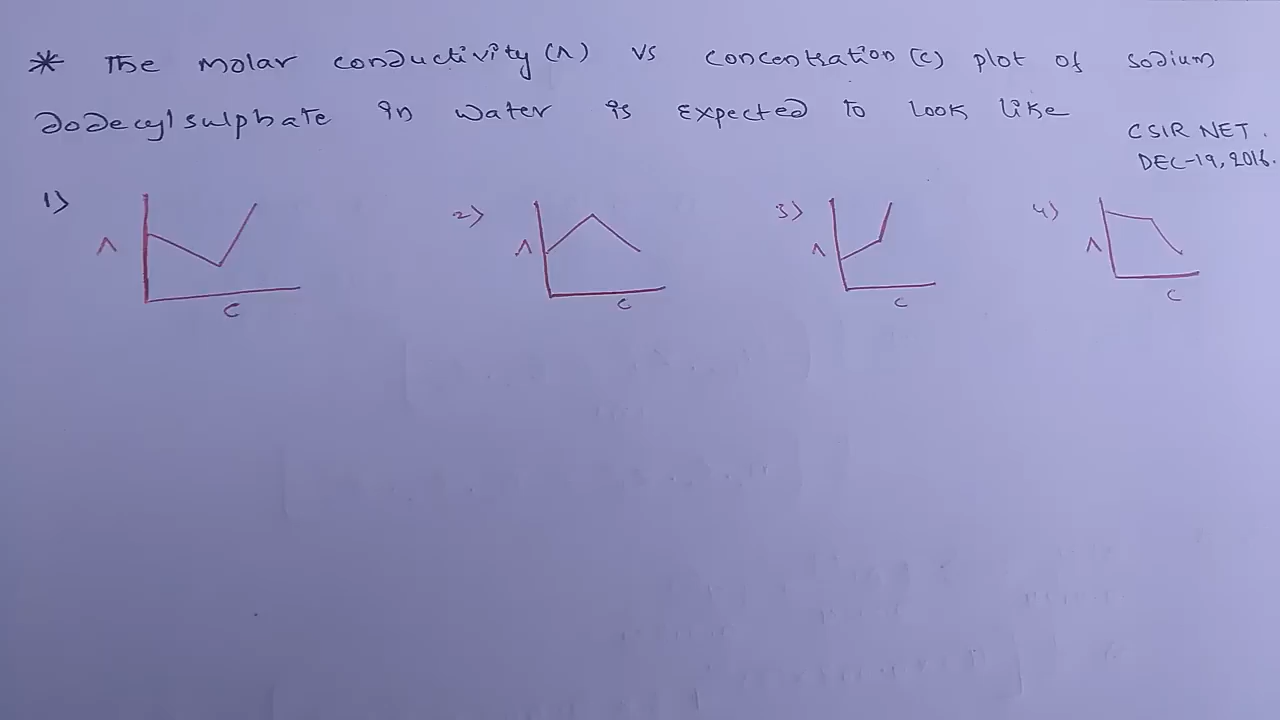 * The molar conductivity (Λ) vs concentration (c) plot of sodium
dodecylsulphate in water is expected to look like
CSIR NET.
DEC-19, 2016.
1) 2) 3) 4)
Λ Λ Λ Λ
c c c c